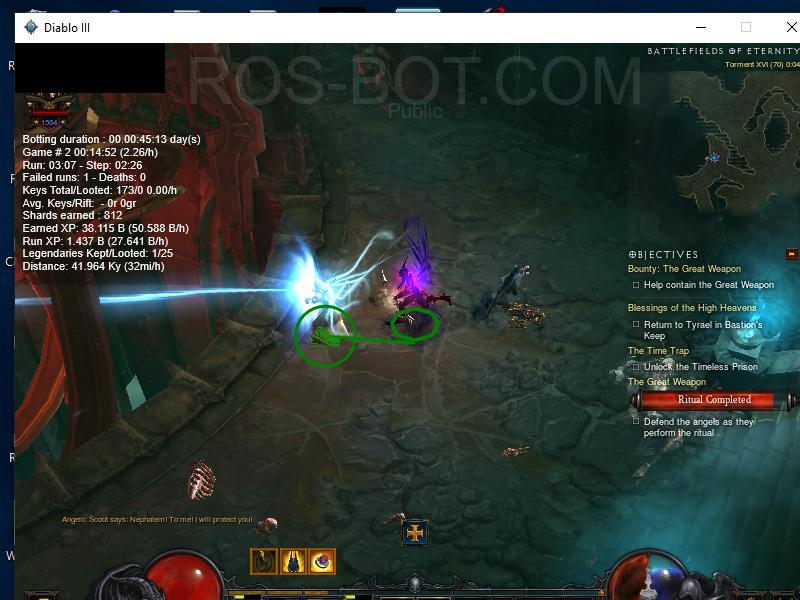 Diablo III
BATTLEFIELDS OF ETERNITY
Torment XVI (70) 0:04
ROS-BOT.COM
Public
1564
Botting duration : 00.00:45:13 day(s)
Game # 2 00:14:52 (2.26/h)
Run: 03:07 - Step: 02:26
Failed runs: 1 - Deaths: 0
Keys Total/Looted: 173/0 0.00/h
Avg. Keys/Rift: - 0r 0gr
Shards earned : 812
Earned XP: 38.115 B (50.588 B/h)
Run XP: 1.437 B (27.641 B/h)
Legendaries Kept/Looted: 1/25
Distance: 41.964 Ky (32mi/h)
OBJECTIVES
Bounty: The Great Weapon
Help contain the Great Weapon
Blessings of the High Heavens
Return to Tyrael in Bastion's
Keep
The Time Trap
Unlock the Timeless Prison
The Great Weapon
Ritual Completed
Defend the angels as they
perform the ritual
Angelic Scout says: Nephalem! To me! I will protect you!